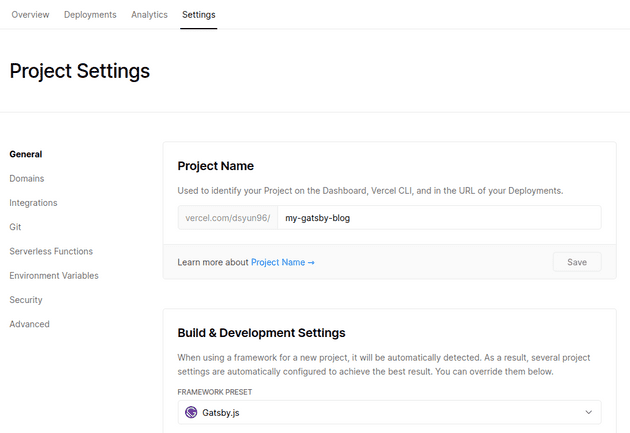 Overview Deployments Analytics Settings
Project Settings
General
Domains
Integrations
Git
Serverless Functions
Environment Variables
Security
Advanced
Project Name
Used to identify your Project on the Dashboard, Vercel CLI, and in the URL of your Deployments.
vercel.com/dsyun96/ my-gatsby-blog
Learn more about Project Name → Save
Build & Development Settings
When using a framework for a new project, it will be automatically detected. As a result, several project
settings are automatically configured to achieve the best result. You can override them below.
FRAMEWORK PRESET
Gatsby.js